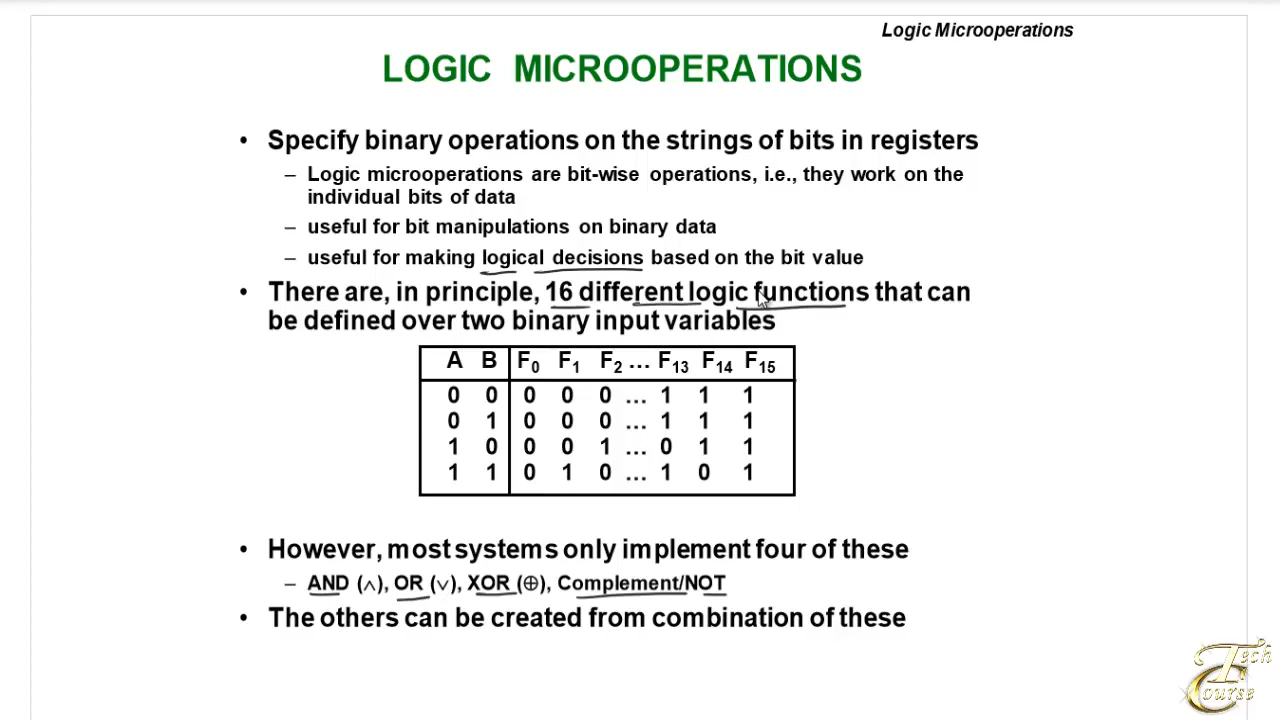 Logic Microoperations
LOGIC MICROOPERATIONS
• Specify binary operations on the strings of bits in registers
– Logic microoperations are bit-wise operations, i.e., they work on the
individual bits of data
– useful for bit manipulations on binary data
– useful for making logical decisions based on the bit value
• There are, in principle, 16 different logic functions that can
be defined over two binary input variables
A B F0 F1 F2 … F13 F14 F15
0 0 0 0 0 … 1 1 1
0 1 0 0 0 … 1 1 1
1 0 0 0 1 … 0 1 1
1 1 0 1 0 … 1 0 1
• However, most systems only implement four of these
– AND (∧), OR (∨), XOR (⊕), Complement/NOT
• The others can be created from combination of these
Tech
Course